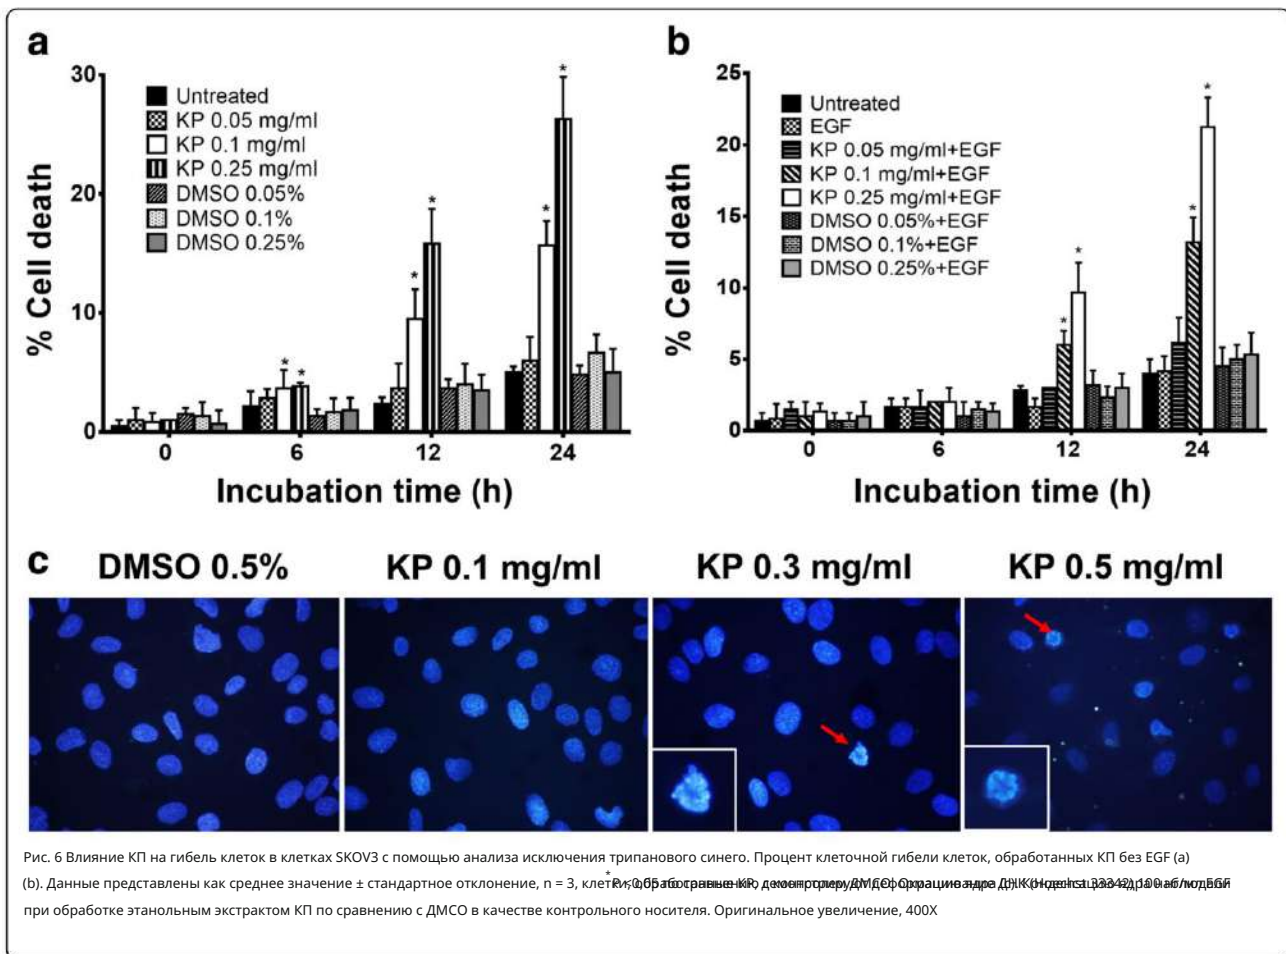 a
30
20
10
0
% Cell death
* * * * * *
Untreated
KP 0.05 mg/ml
KP 0.1 mg/ml
KP 0.25 mg/ml
DMSO 0.05%
DMSO 0.1%
DMSO 0.25%
0 6 12 24
Incubation time (h)
b
25
20
15
10
5
0
% Cell death
* * * *
Untreated
EGF
KP 0.05 mg/ml+EGF
KP 0.1 mg/ml+EGF
KP 0.25 mg/ml+EGF
DMSO 0.05%+EGF
DMSO 0.1%+EGF
DMSO 0.25%+EGF
0 6 12 24
Incubation time (h)
c
DMSO 0.5% KP 0.1 mg/ml KP 0.3 mg/ml KP 0.5 mg/ml
Рис. 6 Влияние КП на гибель клеток в клетках SKOV3 с помощью анализа исключения трипанового синего. Процент клеточной гибели клеток, обработанных КП без EGF (a)
(b). Данные представлены как среднее значение ± стандартное отклонение, n = 3,
при обработке этанольным экстрактом КП по сравнению с ДМСО в качестве контрольного носителя. Оригинальное увеличение, 400X